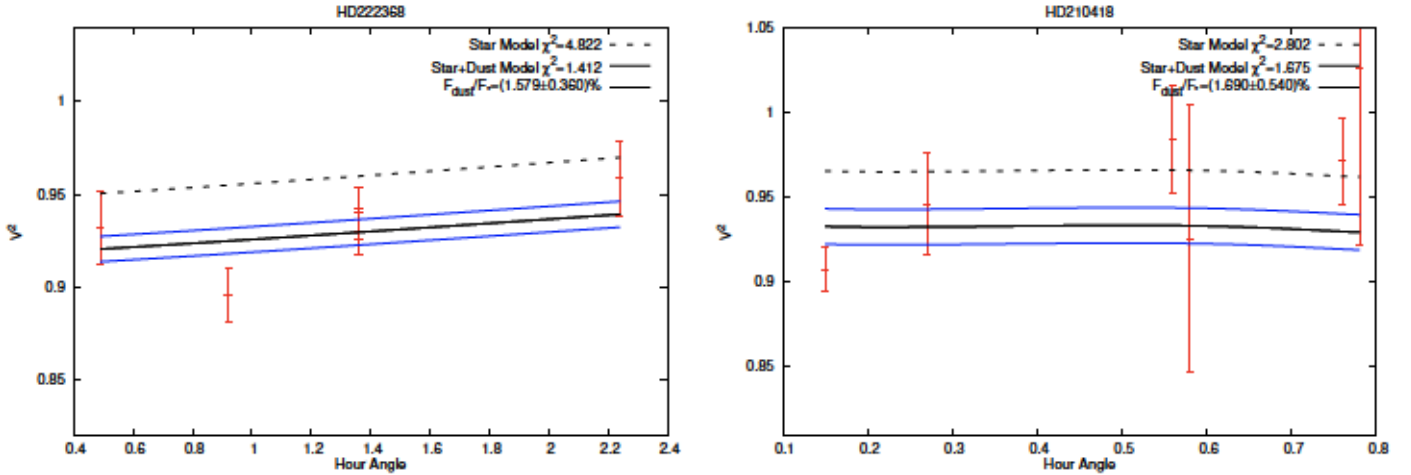 HD222368
Star Model χ²=4.822
Star+Dust Model χ²=1.412
F_dust/F_*=(1.579±0.360)%
1
0.95
0.9
0.85
V²
0.4 0.6 0.8 1 1.2 1.4 1.6 1.8 2 2.2 2.4
Hour Angle
HD210418
Star Model χ²=2.802
Star+Dust Model χ²=1.675
F_dust/F_*=(1.690±0.540)%
1.05
1
0.95
0.9
0.85
V²
0.1 0.2 0.3 0.4 0.5 0.6 0.7 0.8
Hour Angle